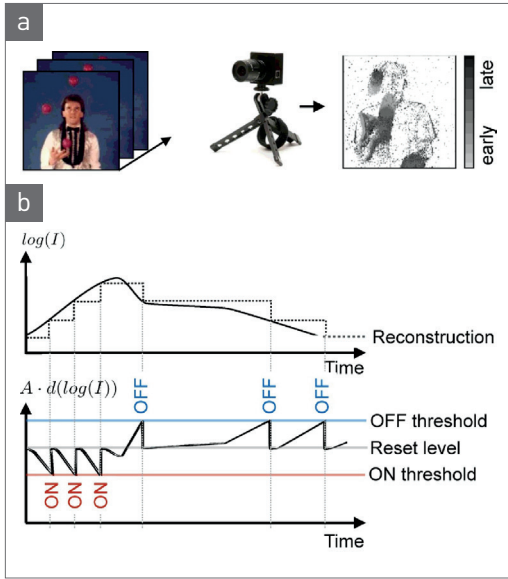 a
late
early
b
log(I)
Reconstruction
Time
A · d(log(I))
OFF
OFF
OFF
OFF threshold
Reset level
ON threshold
ON
ON
ON
Time